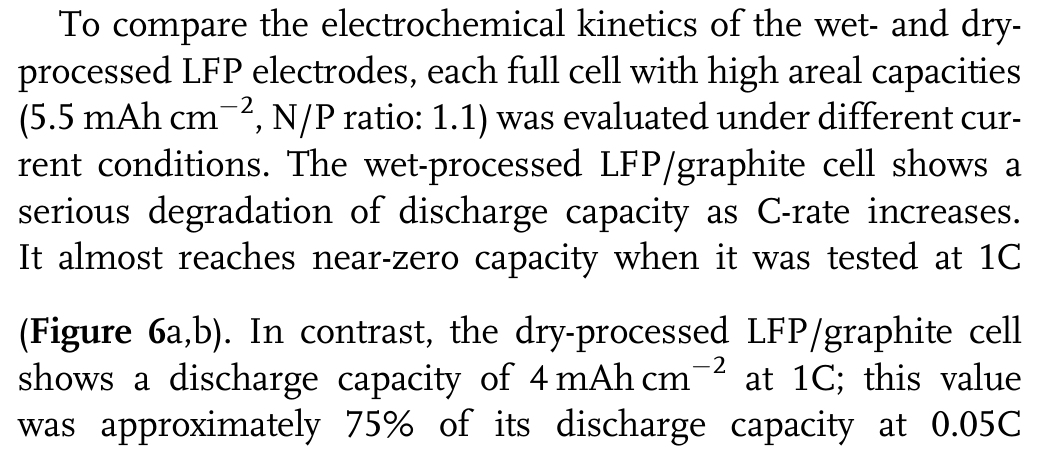 To compare the electrochemical kinetics of the wet- and dry-
processed LFP electrodes, each full cell with high areal capacities
(5.5 mAh cm⁻², N/P ratio: 1.1) was evaluated under different cur-
rent conditions. The wet-processed LFP/graphite cell shows a
serious degradation of discharge capacity as C-rate increases.
It almost reaches near-zero capacity when it was tested at 1C
(Figure 6a,b). In contrast, the dry-processed LFP/graphite cell
shows a discharge capacity of 4 mAh cm⁻² at 1C; this value
was approximately 75% of its discharge capacity at 0.05C